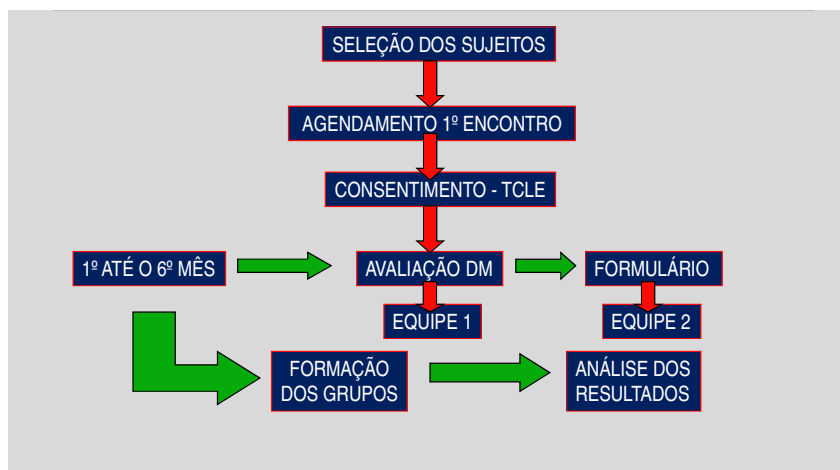 SELEÇÃO DOS SUJEITOS
AGENDAMENTO 1º ENCONTRO
CONSENTIMENTO - TCLE
1º ATÉ O 6º MÊS
AVALIAÇÃO DM
FORMULÁRIO
EQUIPE 1
EQUIPE 2
FORMAÇÃO
DOS GRUPOS
ANÁLISE DOS
RESULTADOS